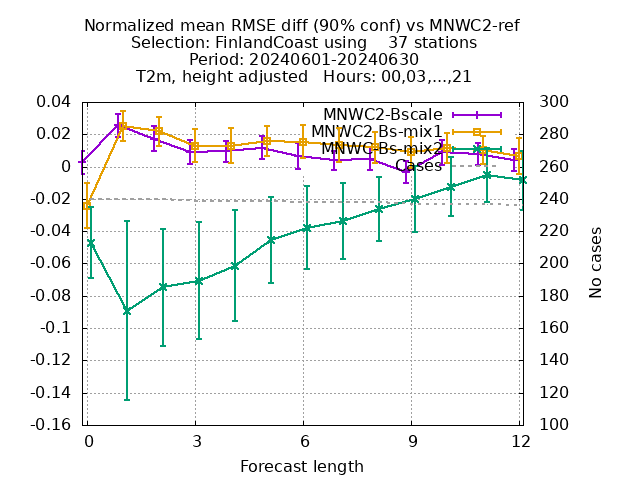 Normalized mean RMSE diff (90% conf) vs MNWC2-ref
Selection: FinlandCoast using    37 stations
Period: 20240601-20240630
T2m, height adjusted   Hours: 00,03,...,21
0.04
0.02
0
-0.02
-0.04
-0.06
-0.08
-0.1
-0.12
-0.14
-0.16
300
280
260
240
220
200
180
160
140
120
100
MNWC2-Bscale
MNWC2_Bs-mix1
MNWC-Bs-mix2
Cases
No cases
0 3 6 9 12
Forecast length